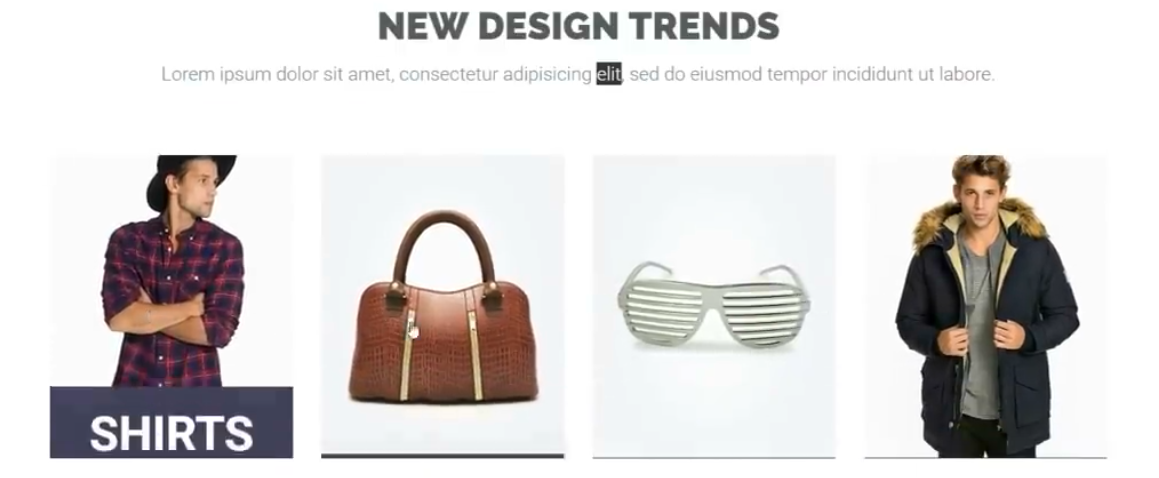 NEW DESIGN TRENDS
Lorem ipsum dolor sit amet, consectetur adipisicing elit, sed do eiusmod tempor incididunt ut labore.
SHIRTS